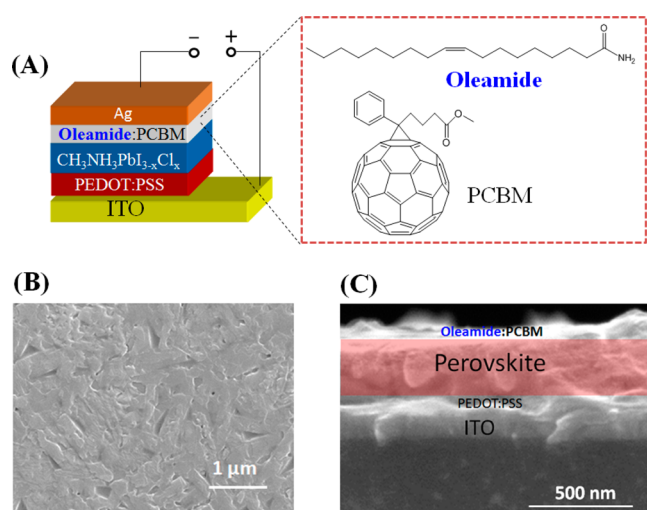 (A)
− +
Ag
Oleamide:PCBM
CH₃NH₃PbI₃₋ₓClₓ
PEDOT:PSS
ITO
O
NH₂
Oleamide
O
O
PCBM
(B)
1 μm
(C)
Oleamide:PCBM
Perovskite
PEDOT:PSS
ITO
500 nm